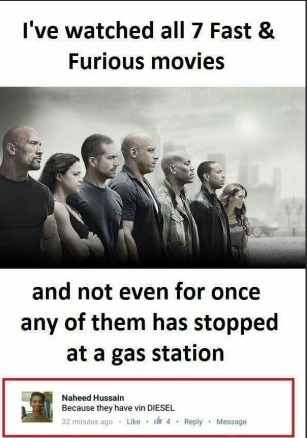 I've watched all 7 Fast &
Furious movies
and not even for once
any of them has stopped
at a gas station
Naheed Hussain
Because they have vin DIESEL
32 minutes ago · Like · 4 · Reply · Message